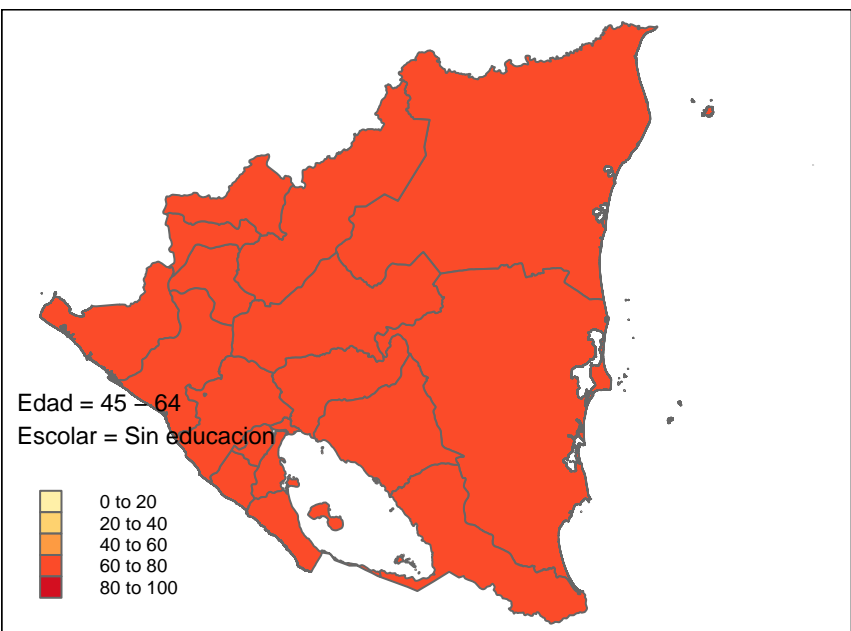 Edad = 45 – 64
Escolar = Sin educacion
0 to 20
20 to 40
40 to 60
60 to 80
80 to 100